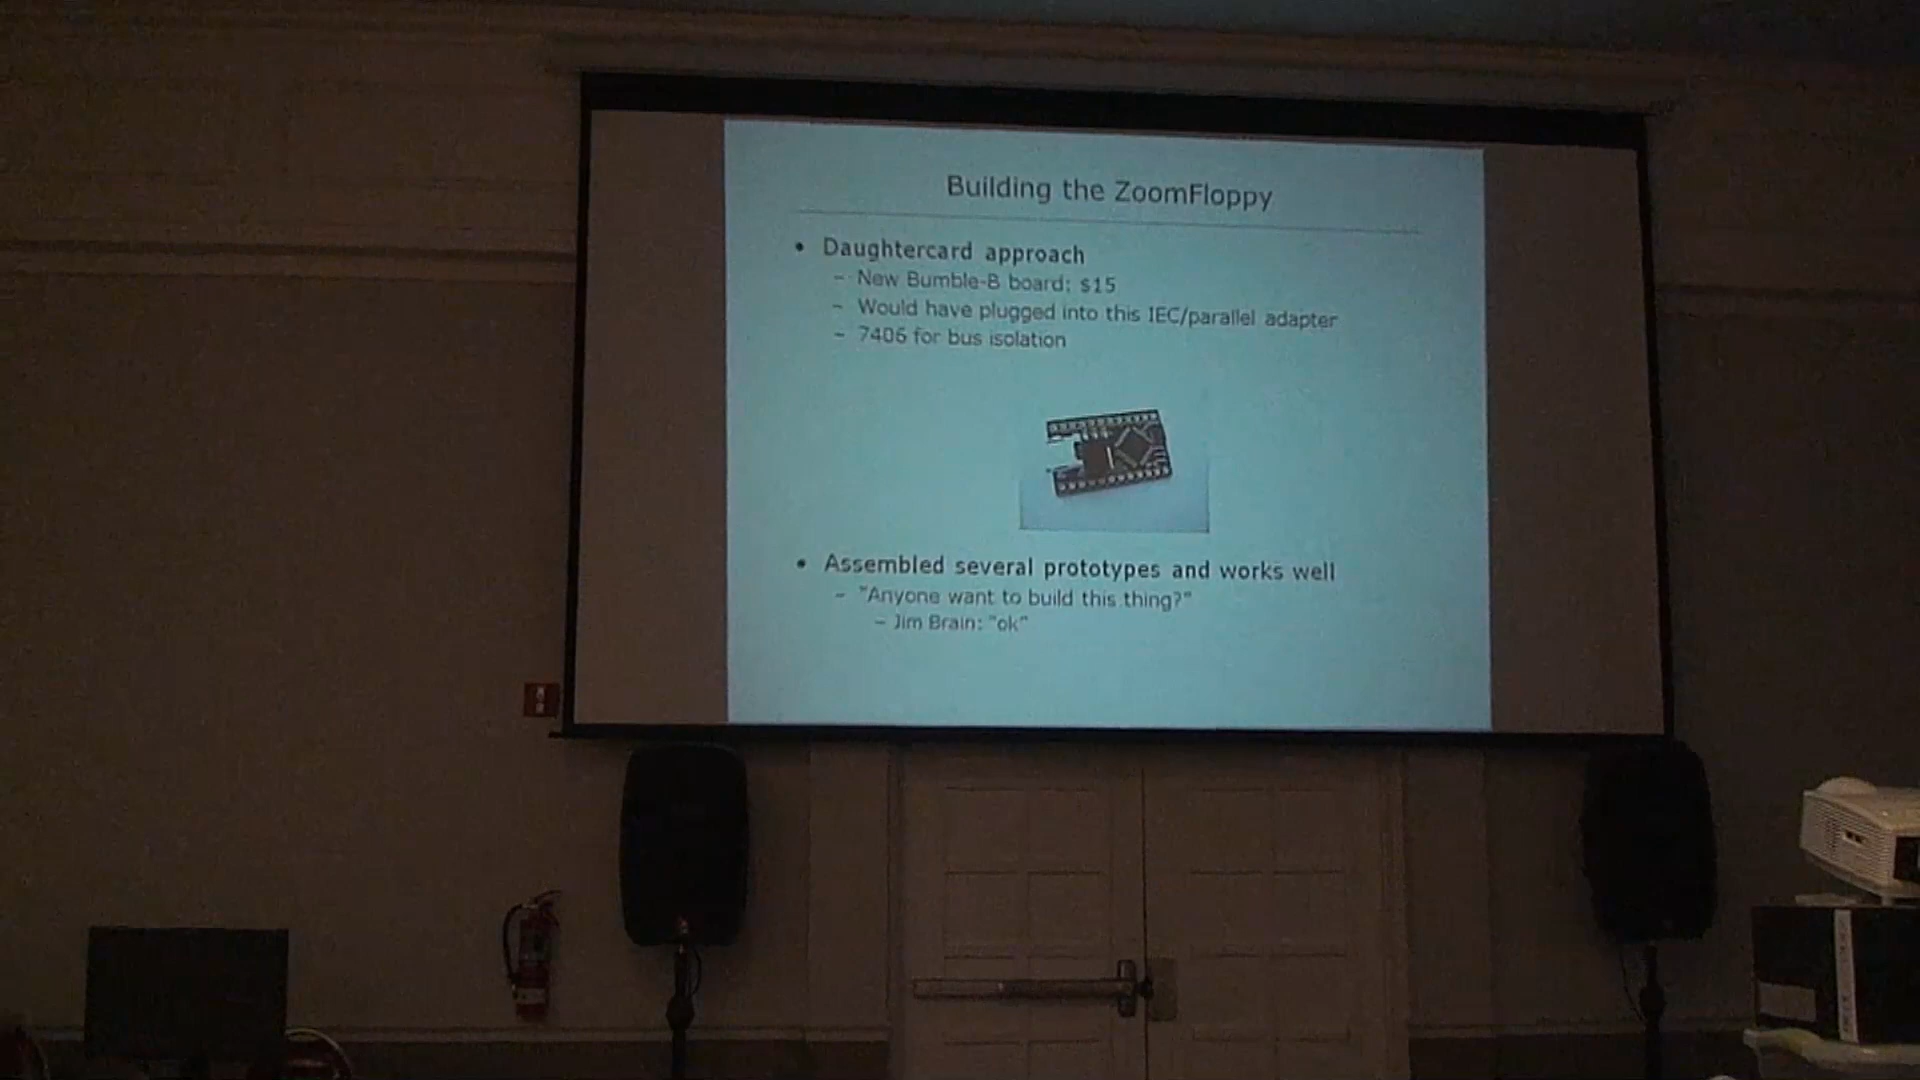 Building the ZoomFloppy
• Daughtercard approach
– New Bumble-B board: $15
– Would have plugged into this IEC/parallel adapter
– 7406 for bus isolation
• Assembled several prototypes and works well
– "Anyone want to build this thing?"
– Jim Brain: "ok"